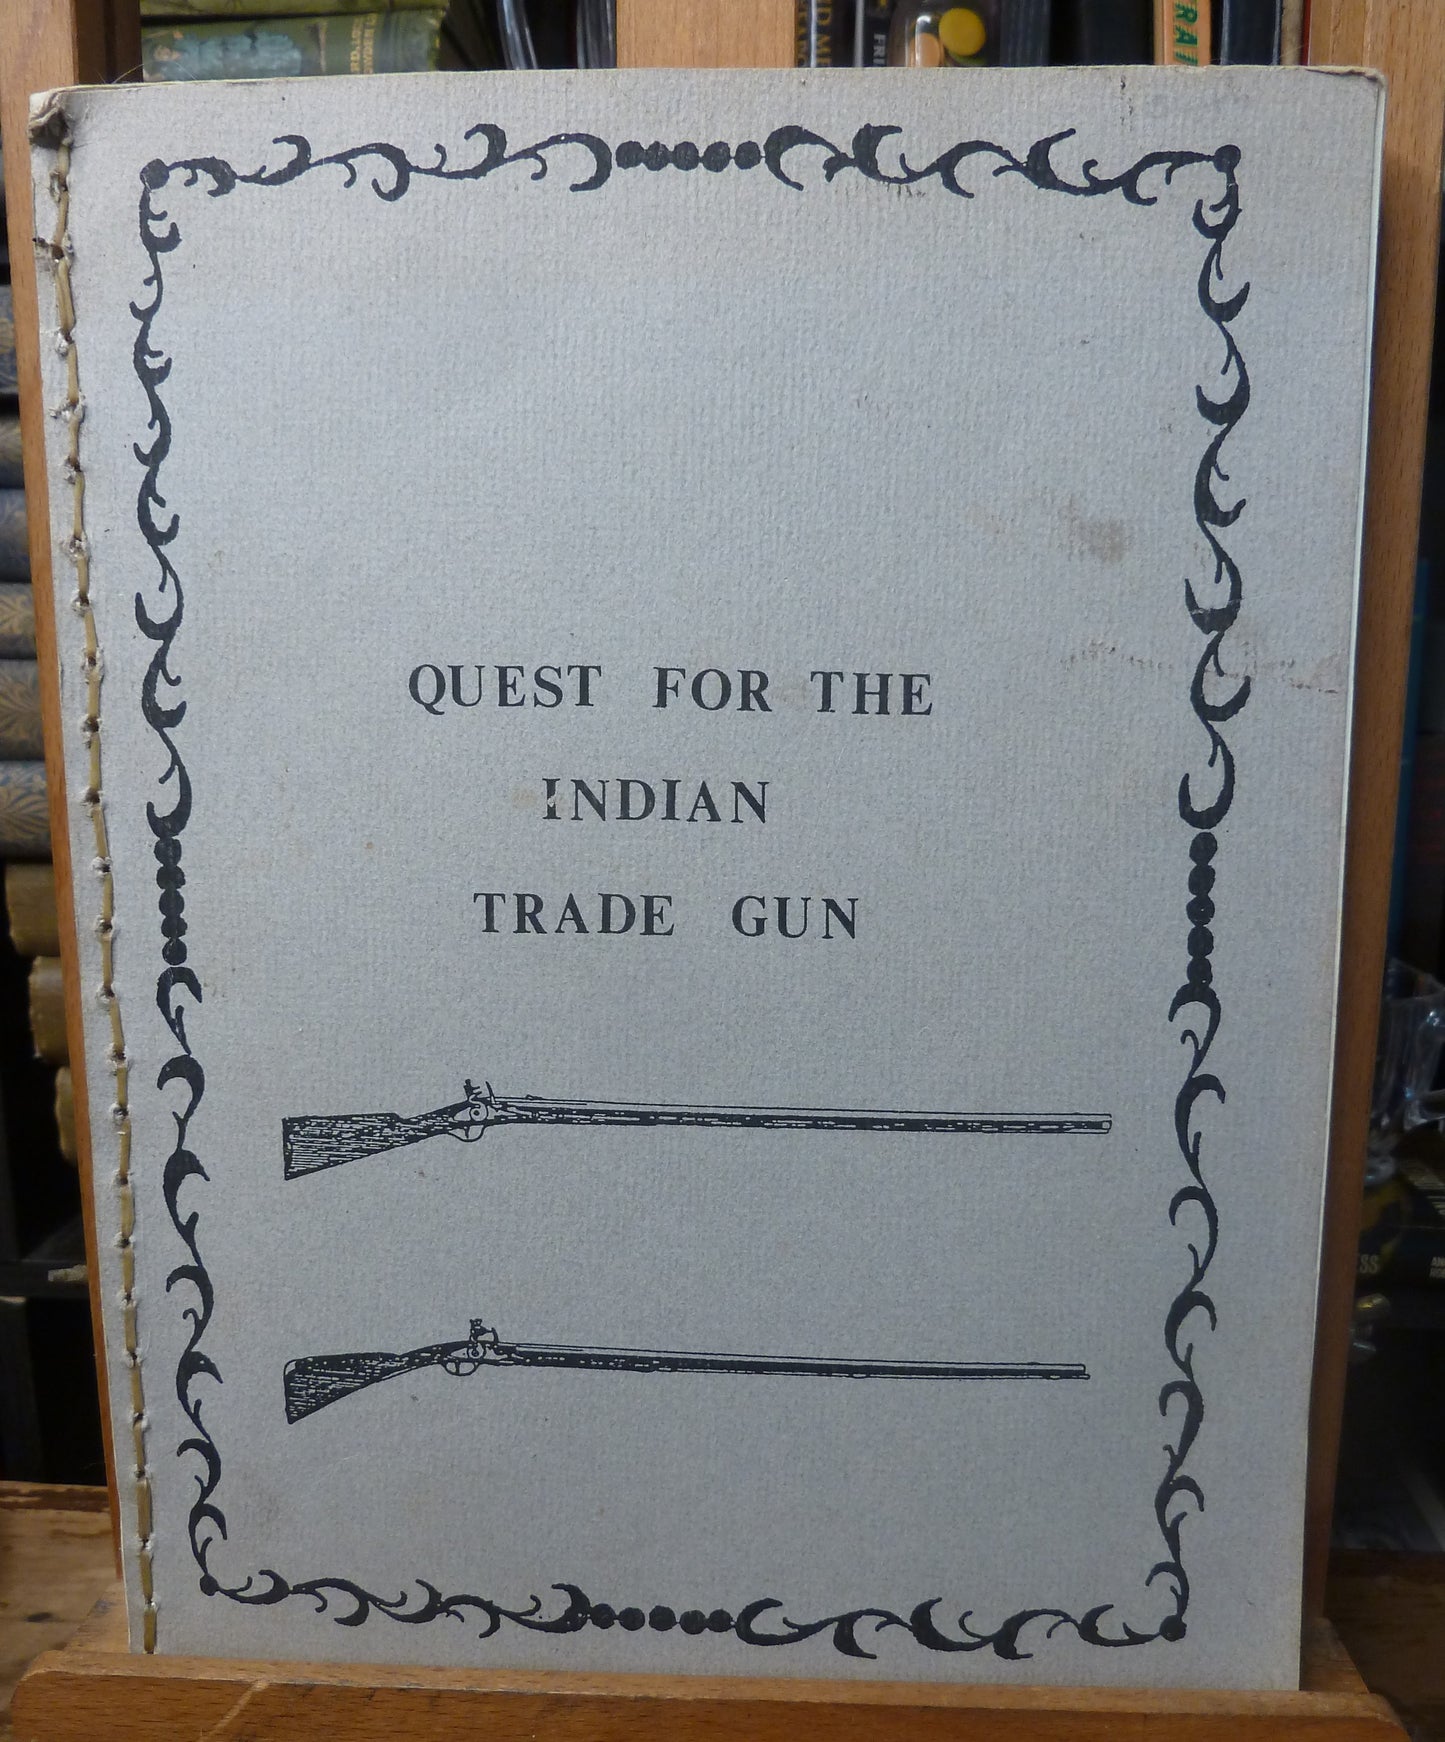 QUEST FOR THE
INDIAN
TRADE GUN